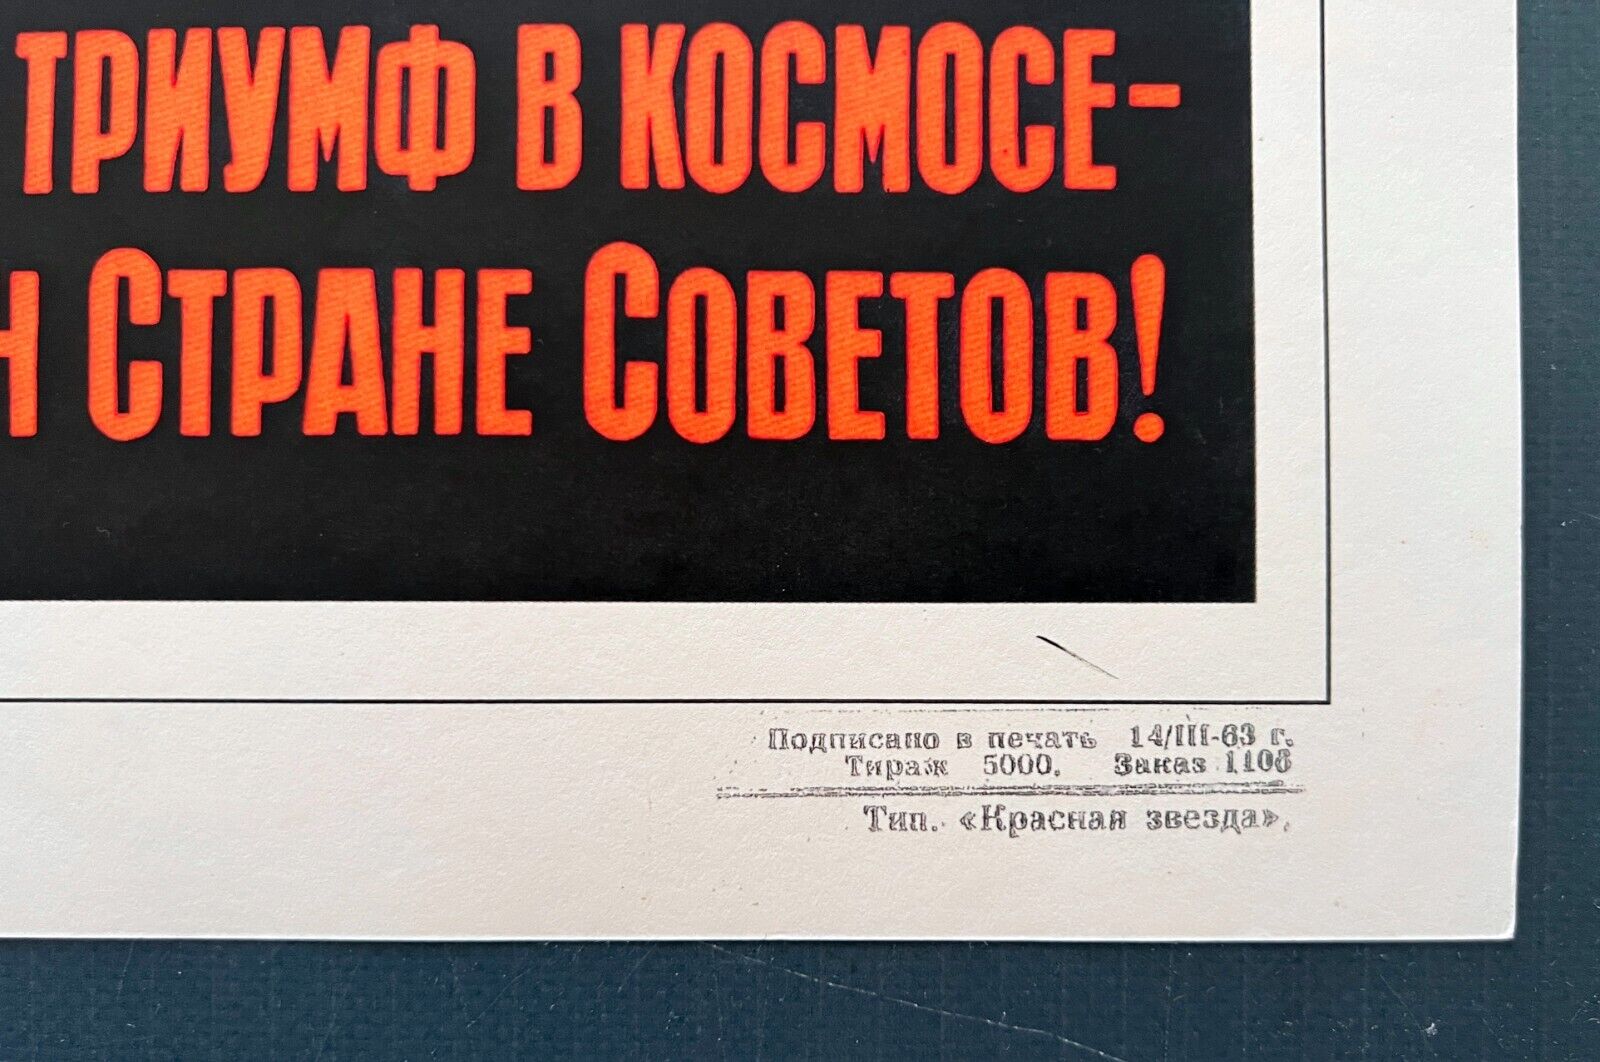 ТРИУМФ В КОСМОСЕ-
Н СТРАНЕ СОВЕТОВ!
Подписано в печать 14/III-63 г.
Тираж 5000. Заказ 1108
Тип. «Красная звезда».